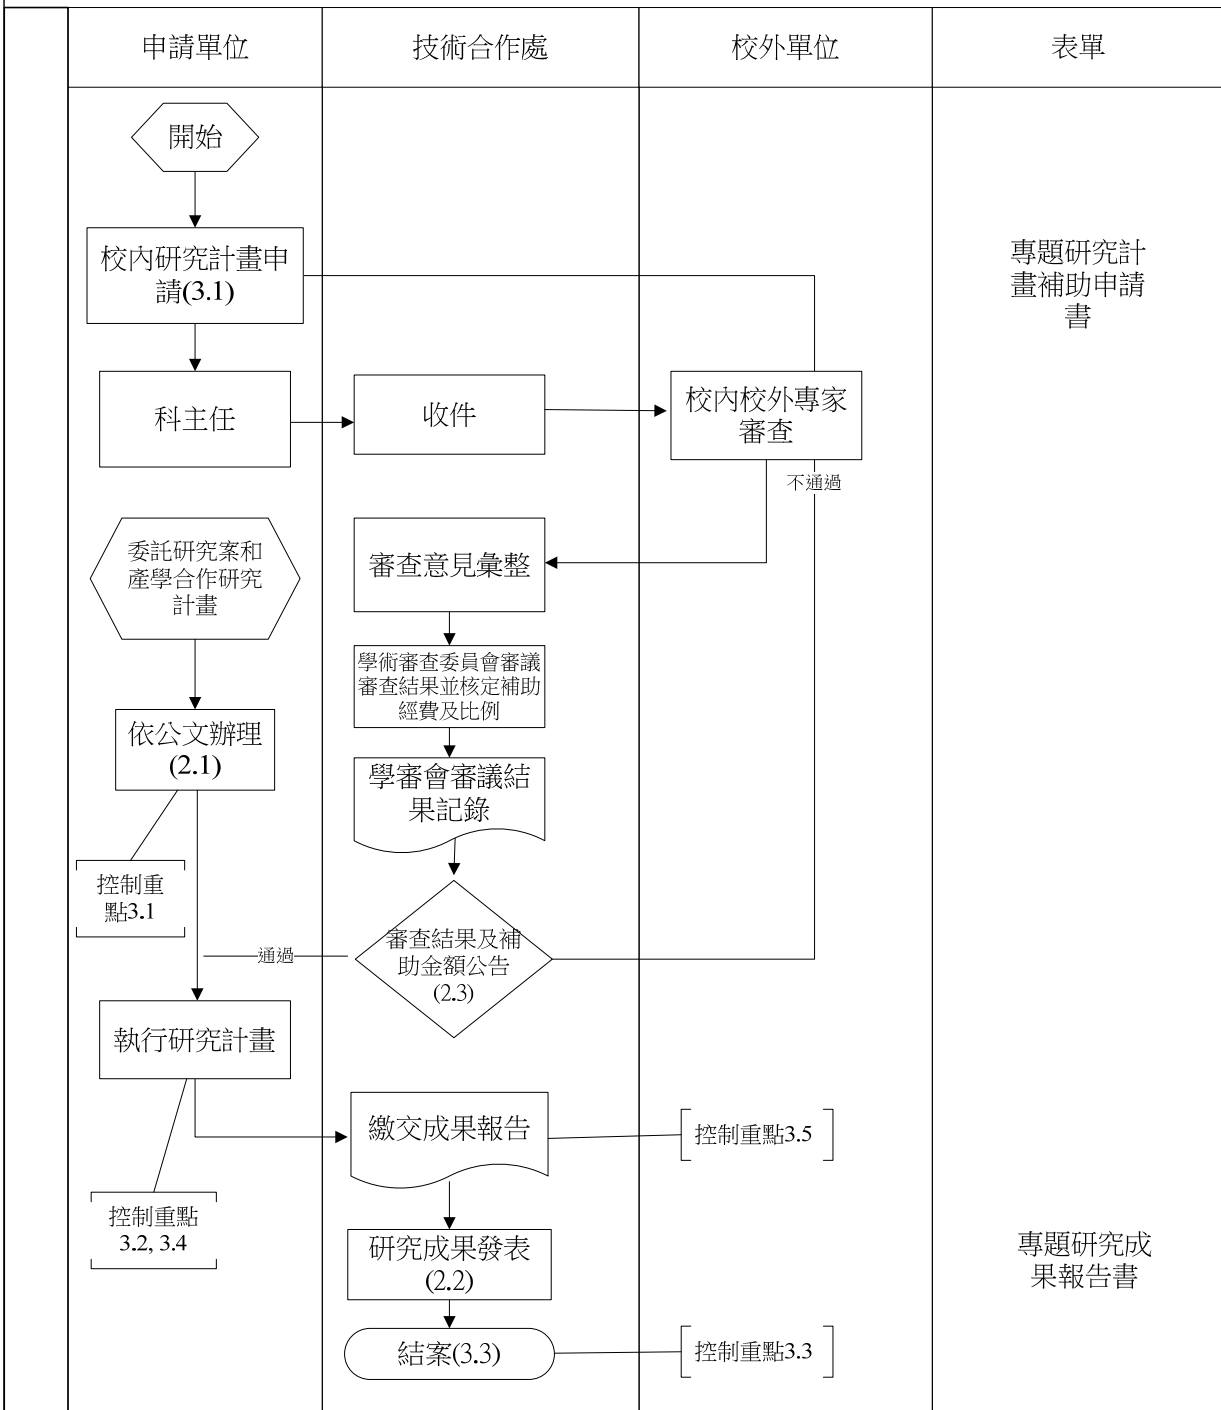 申請單位
技術合作處
校外單位
表單
開始
校內研究計畫申
請(3.1)
專題研究計
畫補助申請
書
科主任
收件
校內校外專家
審查
不通過
委託研究案和
產學合作研究
計畫
審查意見彙整
學術審查委員會審議
審查結果並核定補助
經費及比例
依公文辦理
(2.1)
學審會審議結
果記錄
控制重
點3.1
審查結果及補
助金額公告
(2.3)
通過
執行研究計畫
繳交成果報告
控制重點3.5
控制重點
3.2, 3.4
研究成果發表
(2.2)
專題研究成
果報告書
結案(3.3)
控制重點3.3